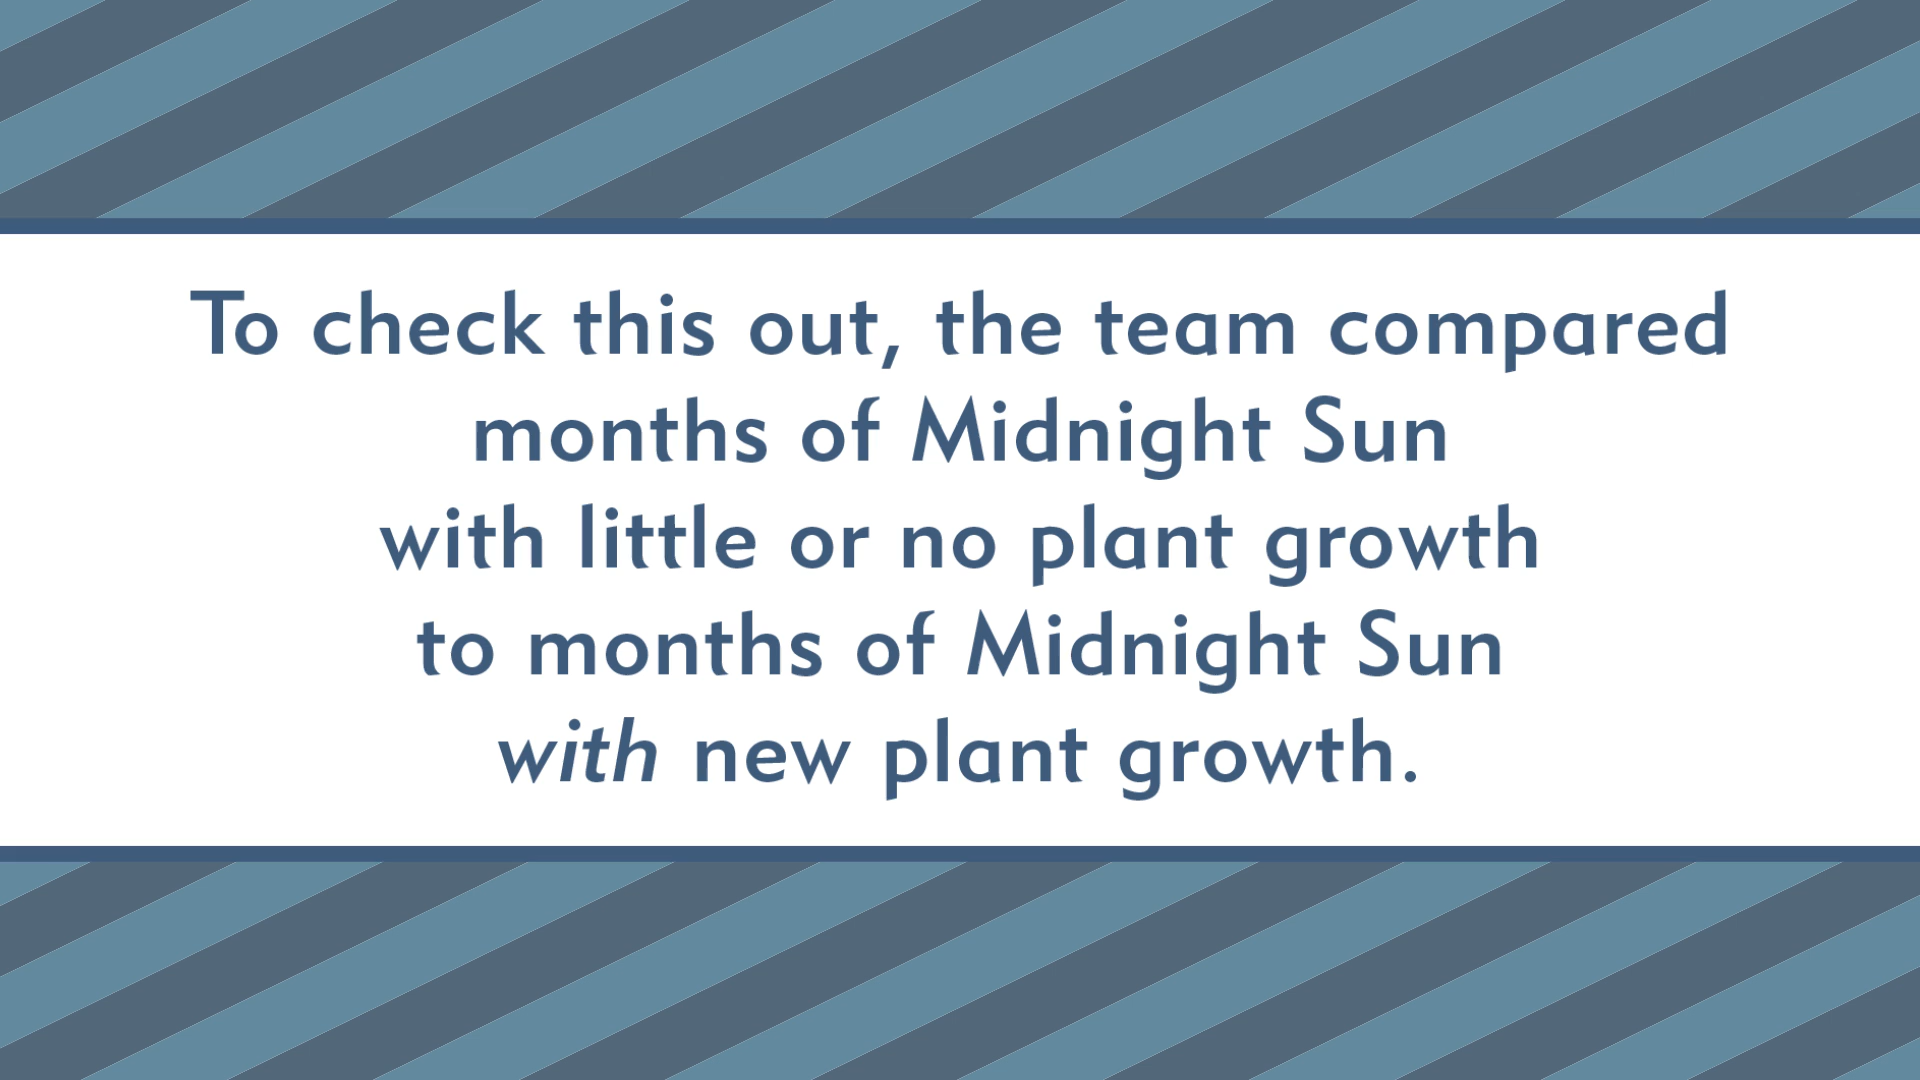 To check this out, the team compared
months of Midnight Sun
with little or no plant growth
to months of Midnight Sun
with new plant growth.